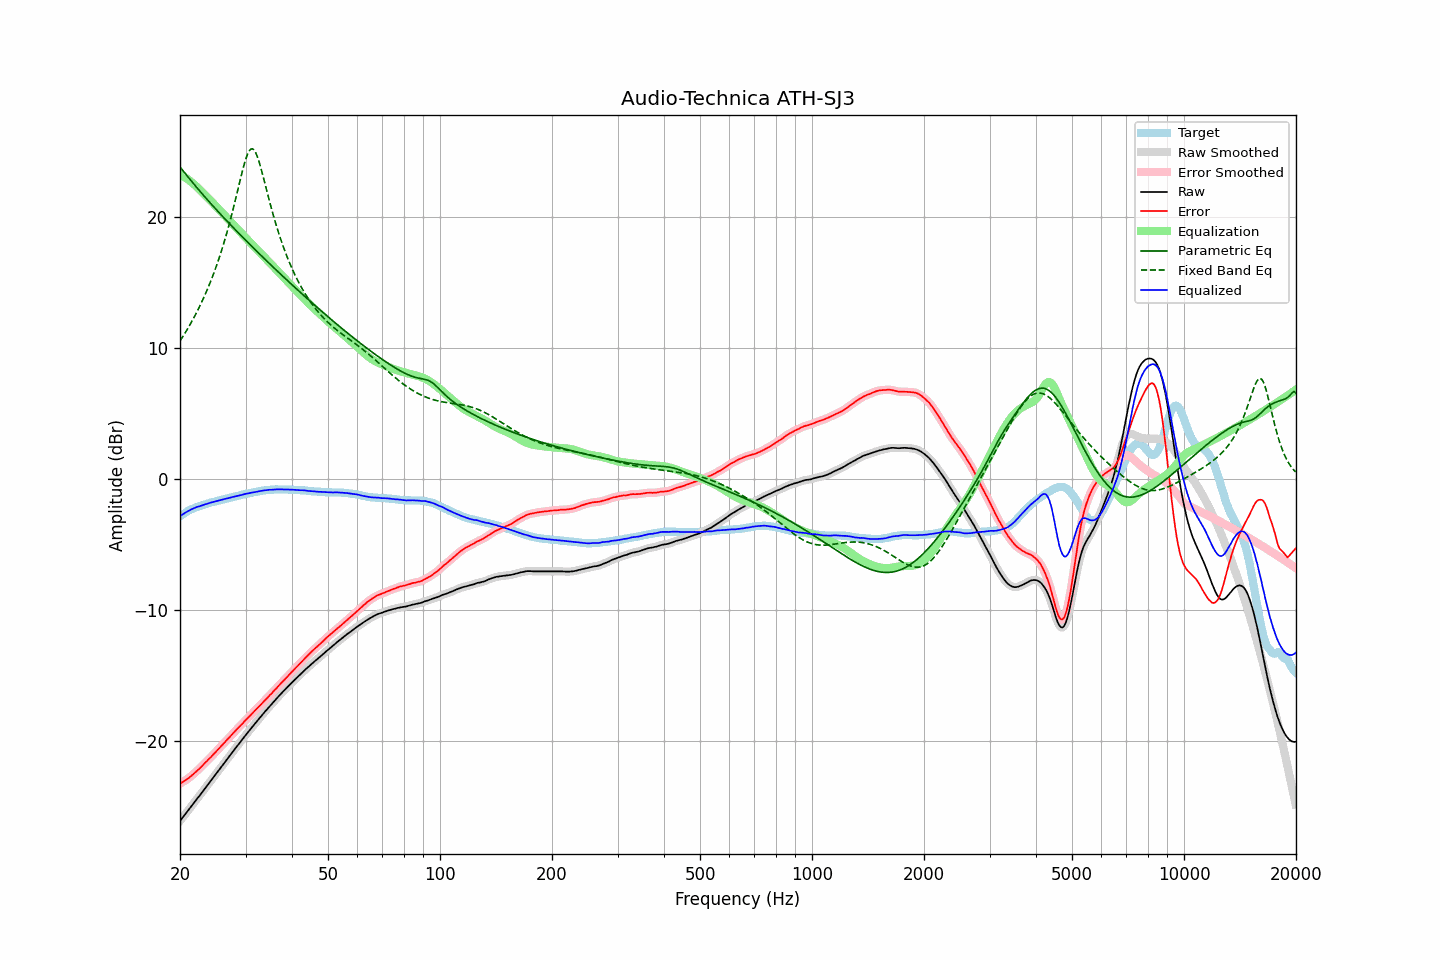 Audio-Technica ATH-SJ3
Target
Raw Smoothed
Error Smoothed
Raw
Error
Equalization
Parametric Eq
Fixed Band Eq
Equalized
Amplitude (dBr)
20
10
0
−10
−20
20 50 100 200 500 1000 2000 5000 10000 20000
Frequency (Hz)